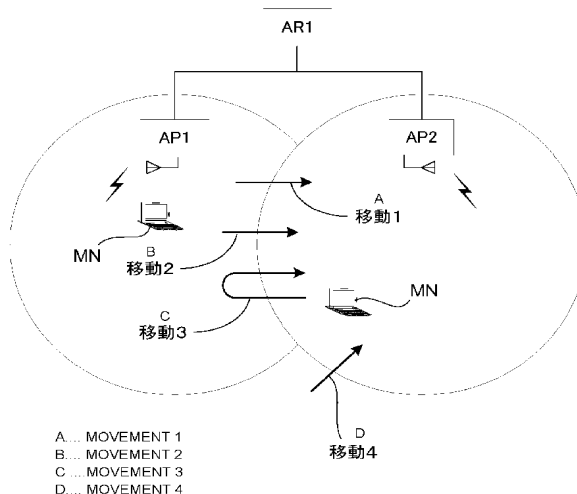 AR1
AP1
AP2
A
移動1
MN
B
移動2
MN
C
移動3
D
移動4
A.... MOVEMENT 1
B.... MOVEMENT 2
C.... MOVEMENT 3
D.... MOVEMENT 4